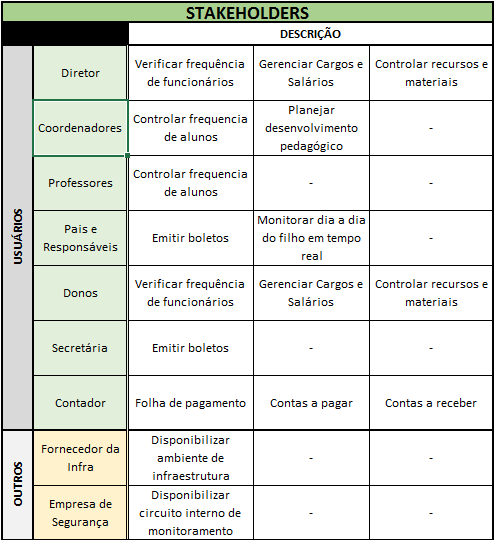 STAKEHOLDERS
DESCRIÇÃO
USUÁRIOS
Diretor
Verificar frequência
de funcionários
Gerenciar Cargos e
Salários
Controlar recursos e
materiais
Coordenadores
Controlar frequencia
de alunos
Planejar
desenvolvimento
pedagógico
-
Professores
Controlar frequencia
de alunos
-
-
Pais e
Responsáveis
Emitir boletos
Monitorar dia a dia
do filho em tempo
real
-
Donos
Verificar frequência
de funcionários
Gerenciar Cargos e
Salários
Controlar recursos e
materiais
Secretária
Emitir boletos
-
-
Contador
Folha de pagamento
Contas a pagar
Contas a receber
OUTROS
Fornecedor da
Infra
Disponibilizar
ambiente de
infraestrutura
-
-
Empresa de
Segurança
Disponibilizar
circuito interno de
monitoramento
-
-